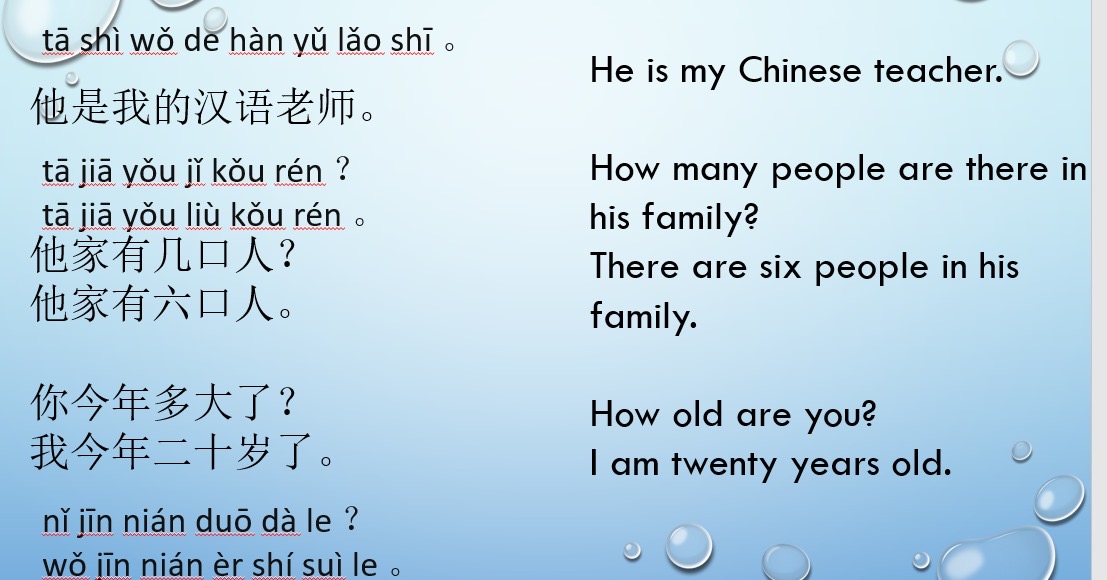 tā shì wǒ de hàn yǔ lǎo shī 。
他是我的汉语老师。
tā jiā yǒu jǐ kǒu rén ？
tā jiā yǒu liù kǒu rén 。
他家有几口人？
他家有六口人。
你今年多大了？
我今年二十岁了。
nǐ jīn nián duō dà le ？
wǒ jīn nián èr shí suì le 。
He is my Chinese teacher.
How many people are there in
his family?
There are six people in his
family.
How old are you?
I am twenty years old.